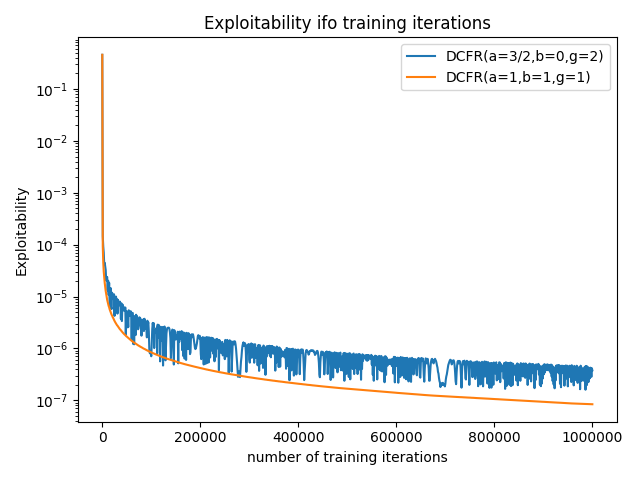 Exploitability ifo training iterations
DCFR(a=3/2,b=0,g=2)
DCFR(a=1,b=1,g=1)
Exploitability
10^{-1}
10^{-2}
10^{-3}
10^{-4}
10^{-5}
10^{-6}
10^{-7}
0 200000 400000 600000 800000 1000000
number of training iterations